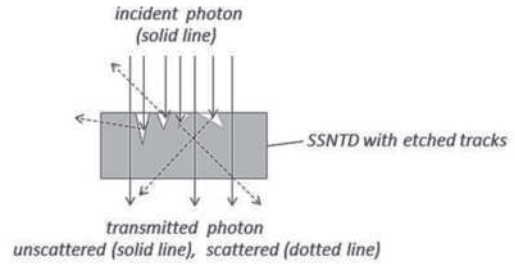 incident photon
(solid line)
SSNTD with etched tracks
transmitted photon
unscattered (solid line), scattered (dotted line)